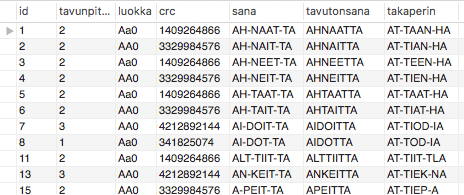 id tavunpit... luokka crc sana tavutonsana takaperin
1 2 Aa0 1409264866 AH-NAAT-TA AHNAATTA AT-TAAN-HA
2 2 AA0 3329984576 AH-NAIT-TA AHNAITTA AT-TIAN-HA
3 2 Aa0 1409264866 AH-NEET-TA AHNEETTA AT-TEEN-HA
4 2 AA0 3329984576 AH-NEIT-TA AHNEITTA AT-TIEN-HA
5 2 Aa0 1409264866 AH-TAAT-TA AHTAATTA AT-TAAT-HA
6 2 AA0 3329984576 AH-TAIT-TA AHTAITTA AT-TIAT-HA
7 3 AA0 4212892144 AI-DOIT-TA AIDOITTA AT-TIOD-IA
8 1 Aa0 341825074 AI-DOT-TA AIDOTTA AT-TOD-IA
11 2 Aa0 1409264866 ALT-TIIT-TA ALTTIITTA AT-TIIT-TLA
13 3 AA0 4212892144 AN-KEIT-TA ANKEITTA AT-TIEK-NA
15 2 AA0 3329984576 A-PEIT-TA APEITTA AT-TIEP-A